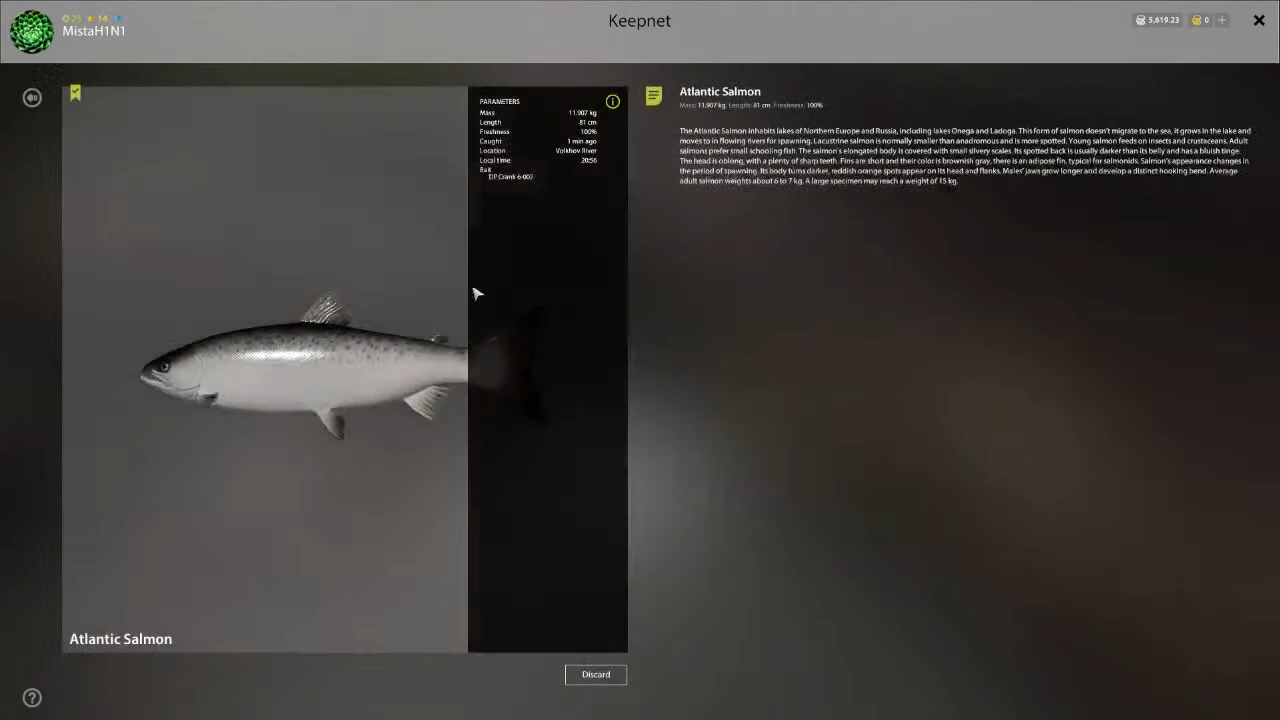 25 14
MistaH1N1
Keepnet
5,619.23
0
PARAMETERS
Mass 11.907 kg
Length 81 cm
Freshness 100%
Caught 1 min ago
Location Volkhov River
Local time 20:56
Bait
DP Crank 6-002
Atlantic Salmon
Mass: 11.907 kg Length: 81 cm Freshness: 100%
The Atlantic Salmon inhabits lakes of Northern Europe and Russia, including lakes Onega and Ladoga. This form of salmon doesn't migrate to the sea, it grows in the lake and
moves to in flowing rivers for spawning. Lacustrine salmon is normally smaller than anadromous and is more spotted. Young salmon feeds on insects and crustaceans. Adult
salmons prefer small schooling fish. The salmon's elongated body is covered with small silvery scales. Its spotted back is usually darker than its belly and has a bluish tinge.
The head is oblong, with a plenty of sharp teeth. Fins are short and their color is brownish gray, there is an adipose fin, typical for salmonids. Salmon's appearance changes in
the period of spawning. Its body turns darker, reddish orange spots appear on its head and flanks. Males' jaws grow longer and develop a distinct hooking bend. Average
adult salmon weights about 6 to 7 kg. A large specimen may reach a weight of 15 kg.
Atlantic Salmon
Discard